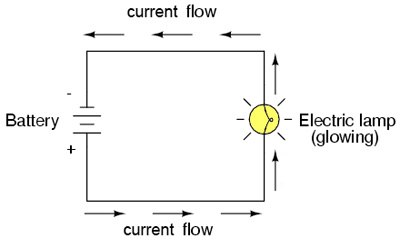 current flow
-
Battery
+
Electric lamp
(glowing)
current flow